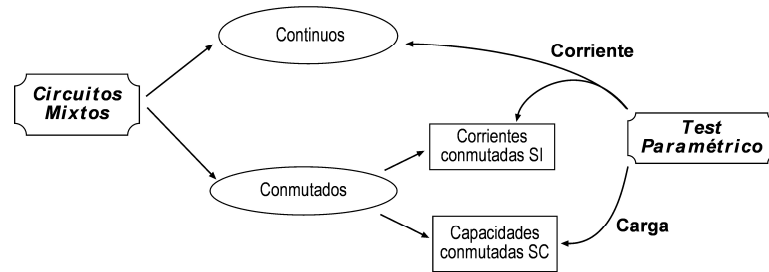 Continuos
Corriente
Circuitos
Mixtos
Corrientes
conmutadas SI
Test
Paramétrico
Conmutados
Capacidades
conmutadas SC
Carga